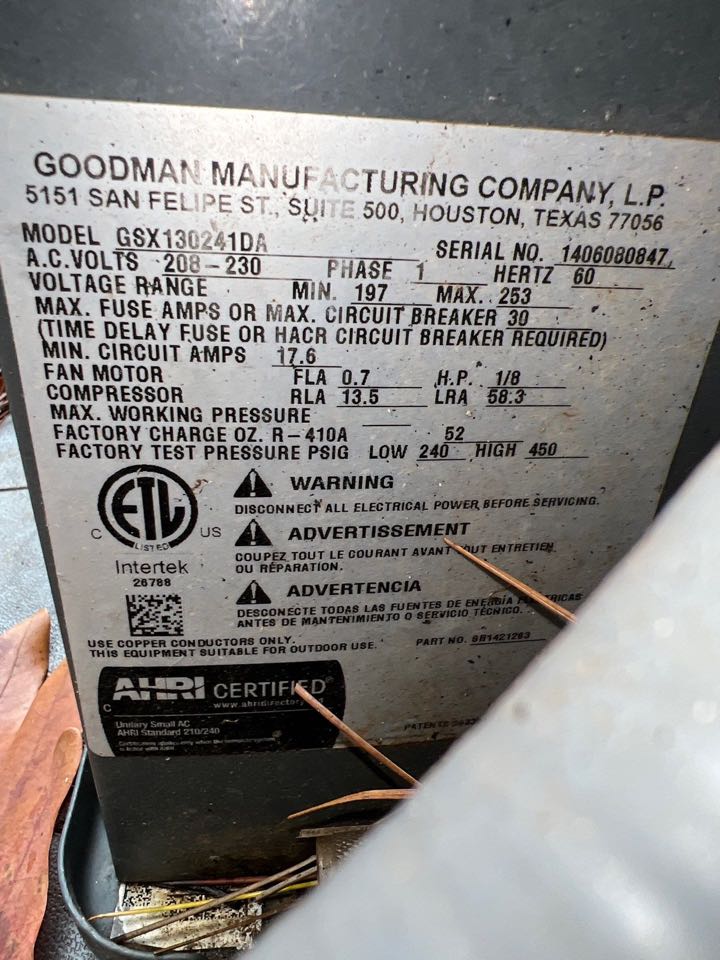 GOODMAN MANUFACTURING COMPANY, L.P.
5151 SAN FELIPE ST., SUITE 500, HOUSTON, TEXAS 77056
MODEL GSX130241DA SERIAL NO. 1406080847
A.C.VOLTS 208-230 PHASE 1 HERTZ 60
VOLTAGE RANGE MIN. 197 MAX. 253
MAX. FUSE AMPS OR MAX. CIRCUIT BREAKER 30
(TIME DELAY FUSE OR HACR CIRCUIT BREAKER REQUIRED)
MIN. CIRCUIT AMPS 17.6
FAN MOTOR FLA 0.7 H.P. 1/8
COMPRESSOR RLA 13.5 LRA 58.3
MAX. WORKING PRESSURE
FACTORY CHARGE OZ. R-410A 52
FACTORY TEST PRESSURE PSIG LOW 240 HIGH 450
WARNING
DISCONNECT ALL ELECTRICAL POWER BEFORE SERVICING.
C ETL US
LISTED
ADVERTISSEMENT
COUPEZ TOUT LE COURANT AVANT TOUT ENTRETIEN
OU RÉPARATION.
Intertek
26788
ADVERTENCIA
DESCONECTE TODAS LAS FUENTES DE ENERGÍA
ANTES DE MANTENIMIENTO O SERVICIO TÉCNICO.
USE COPPER CONDUCTORS ONLY.
THIS EQUIPMENT SUITABLE FOR OUTDOOR USE.
PART NO.
AHRI CERTIFIED
C
www.ahridirectory
Unitary Small AC
AHRI Standard 210/240
PATENTS